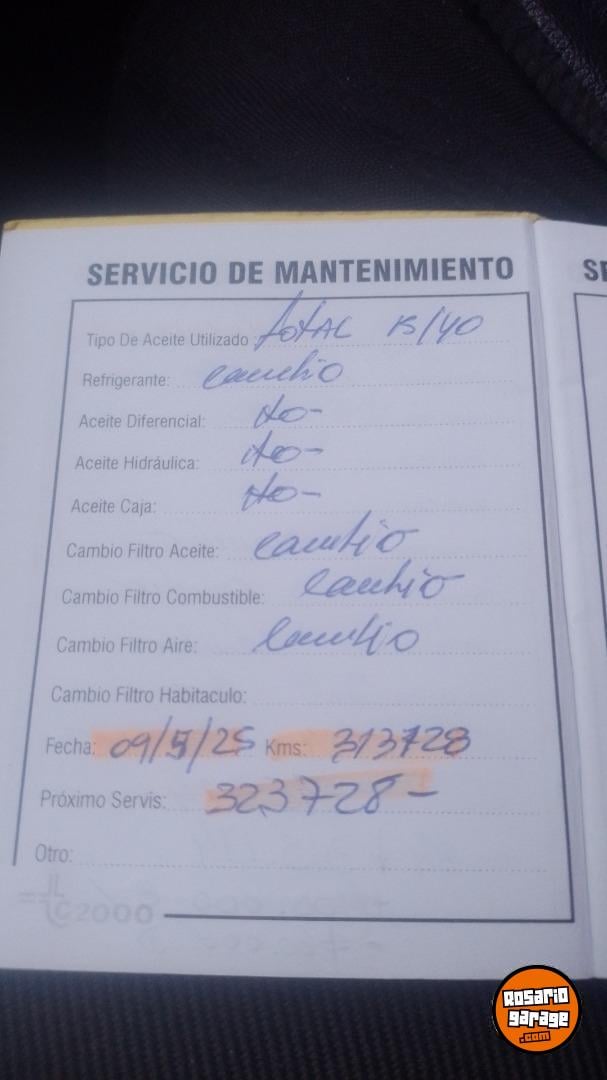 SERVICIO DE MANTENIMIENTO
SE
Tipo De Aceite Utilizado: TOTAL 15/40
Refrigerante: cambio
Aceite Diferencial: No-
Aceite Hidráulica: No-
Aceite Caja: No-
Cambio Filtro Aceite: cambio
Cambio Filtro Combustible: cambio
Cambio Filtro Aire: cambio
Cambio Filtro Habitaculo:
Fecha: 09/5/25 Kms: 313728
Próximo Servis: 323728-
Otro:
C2000
Rosario
garage
.com